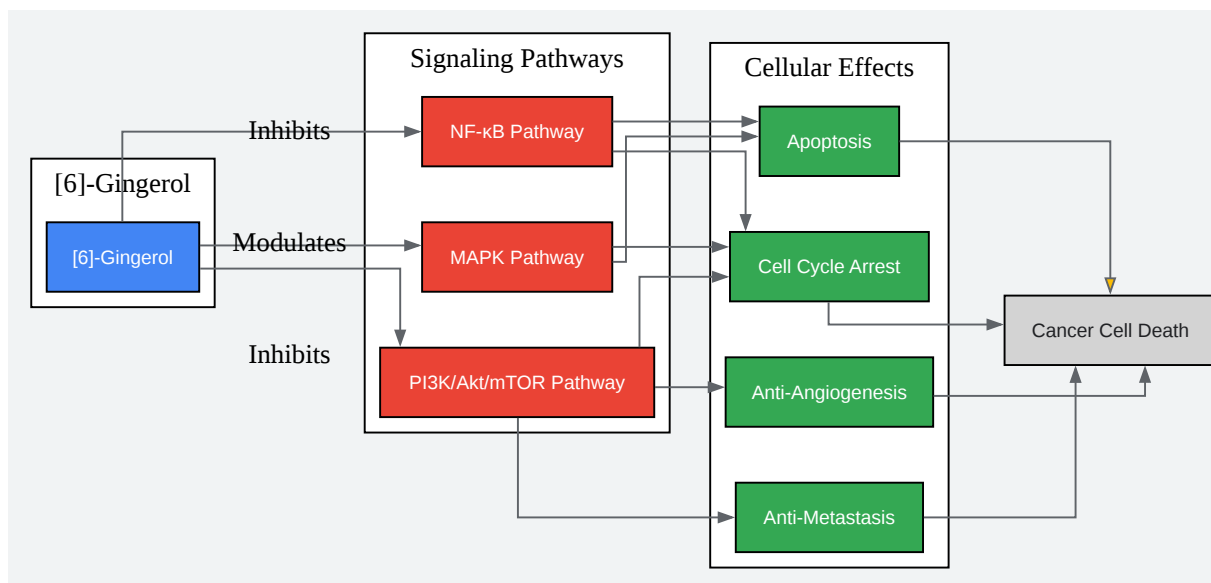 Signaling Pathways
Cellular Effects
Inhibits
NF-κB Pathway
Apoptosis
[6]-Gingerol
[6]-Gingerol
Modulates
MAPK Pathway
Cell Cycle Arrest
Cancer Cell Death
Inhibits
PI3K/Akt/mTOR Pathway
Anti-Angiogenesis
Anti-Metastasis